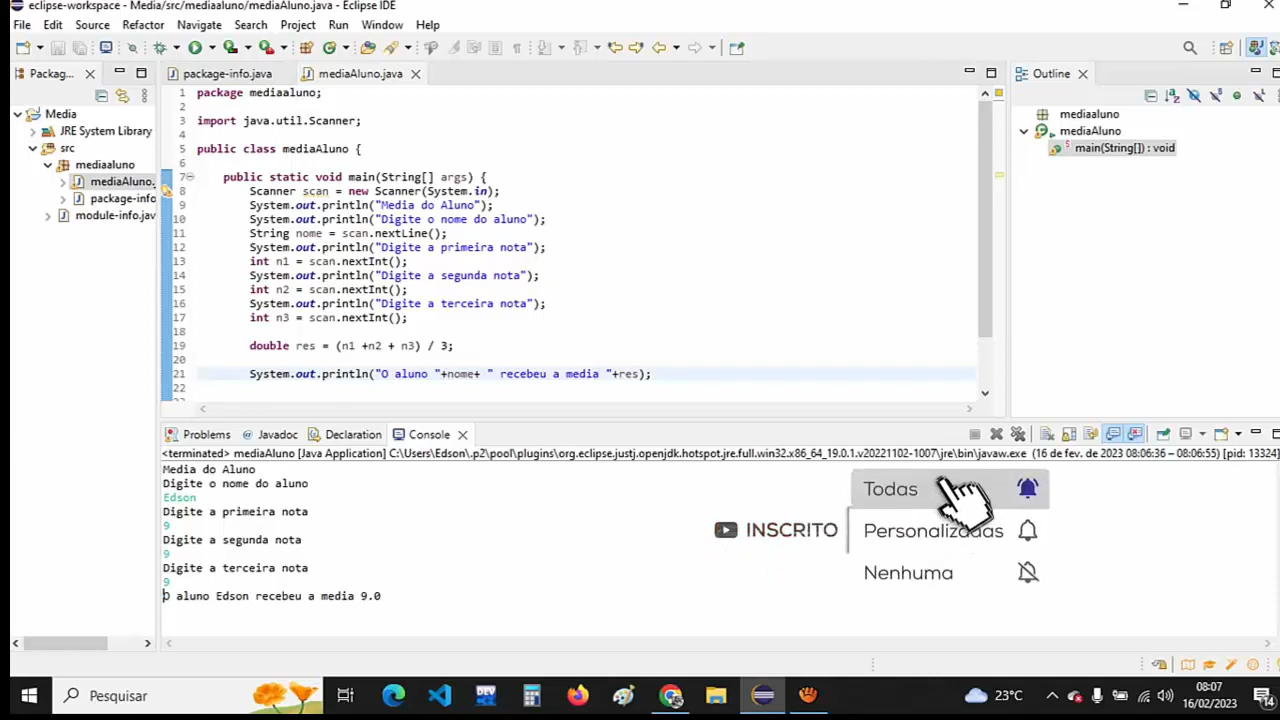 eclipse-workspace - Media/src/mediaaluno/mediaAluno.java - Eclipse IDE
File Edit Source Refactor Navigate Search Project Run Window Help
Packag...
package-info.java
mediaAluno.java
Outline
Media
JRE System Library
src
mediaaluno
mediaAluno.
package-info
module-info.jav
1 package mediaaluno;
2
3 import java.util.Scanner;
4
5 public class mediaAluno {
6
7 public static void main(String[] args) {
8 Scanner scan = new Scanner(System.in);
9 System.out.println("Media do Aluno");
10 System.out.println("Digite o nome do aluno");
11 String nome = scan.nextLine();
12 System.out.println("Digite a primeira nota");
13 int n1 = scan.nextInt();
14 System.out.println("Digite a segunda nota");
15 int n2 = scan.nextInt();
16 System.out.println("Digite a terceira nota");
17 int n3 = scan.nextInt();
18
19 double res = (n1 +n2 + n3) / 3;
20
21 System.out.println("O aluno "+nome+ " recebeu a media "+res);
22
mediaaluno
mediaAluno
main(String[]) : void
Problems Javadoc Declaration Console
<terminated> mediaAluno [Java Application] C:\Users\Edson\.p2\pool\plugins\org.eclipse.justj.openjdk.hotspot.jre.full.win32.x86_64_19.0.1.v20221102-1007\jre\bin\javaw.exe (16 de fev. de 2023 08:06:36 – 08:06:55) [pid: 13324]
Media do Aluno
Digite o nome do aluno
Edson
Digite a primeira nota
9
Digite a segunda nota
9
Digite a terceira nota
9
O aluno Edson recebeu a media 9.0
INSCRITO
Todas
Personalizadas
Nenhuma
Pesquisar
DEV
23°C
08:07
16/02/2023
14